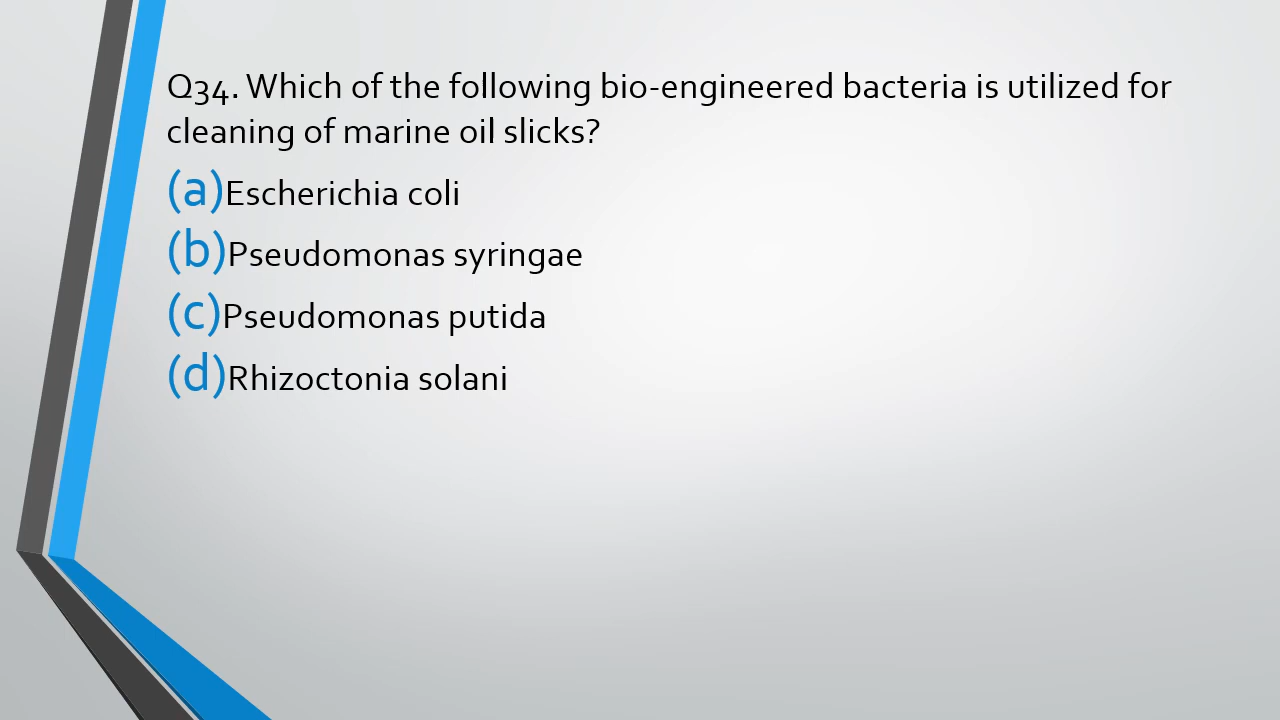 Q34. Which of the following bio-engineered bacteria is utilized for
cleaning of marine oil slicks?
(a)Escherichia coli
(b)Pseudomonas syringae
(c)Pseudomonas putida
(d)Rhizoctonia solani